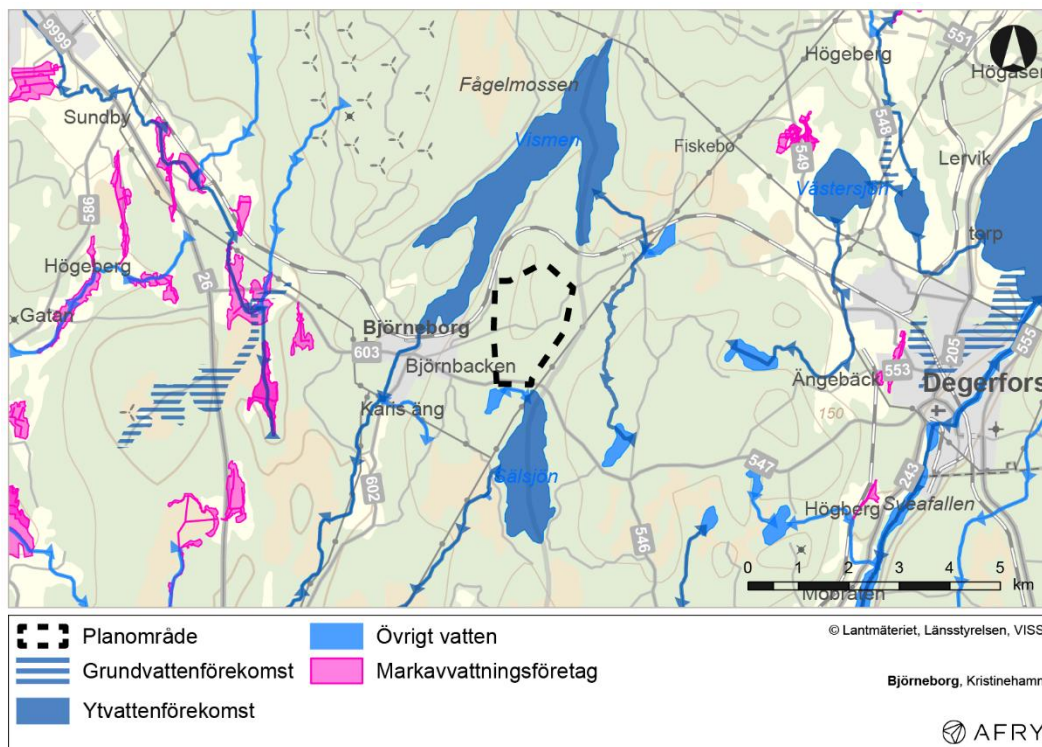 9999
551
Högeberg
Högåsen
Fågelmossen
Sundby
548
Vismen
Fiskebo
549
Lervik
586
Västersjön
torp
Högeberg
26
Gatan
Björneborg
603
205
555
Björnbacken
Ängebäck
553
Degerfors
Karls äng
150
547
243
602
Sälsjön
Högberg
Sveafallen
546
0 1 2 3 4 5
km
Möbråten
Planområde
Övrigt vatten
© Lantmäteriet, Länsstyrelsen, VISS
Grundvattenförekomst
Markavvattningsföretag
Björneborg, Kristinehamn
Ytvattenförekomst
AFRY